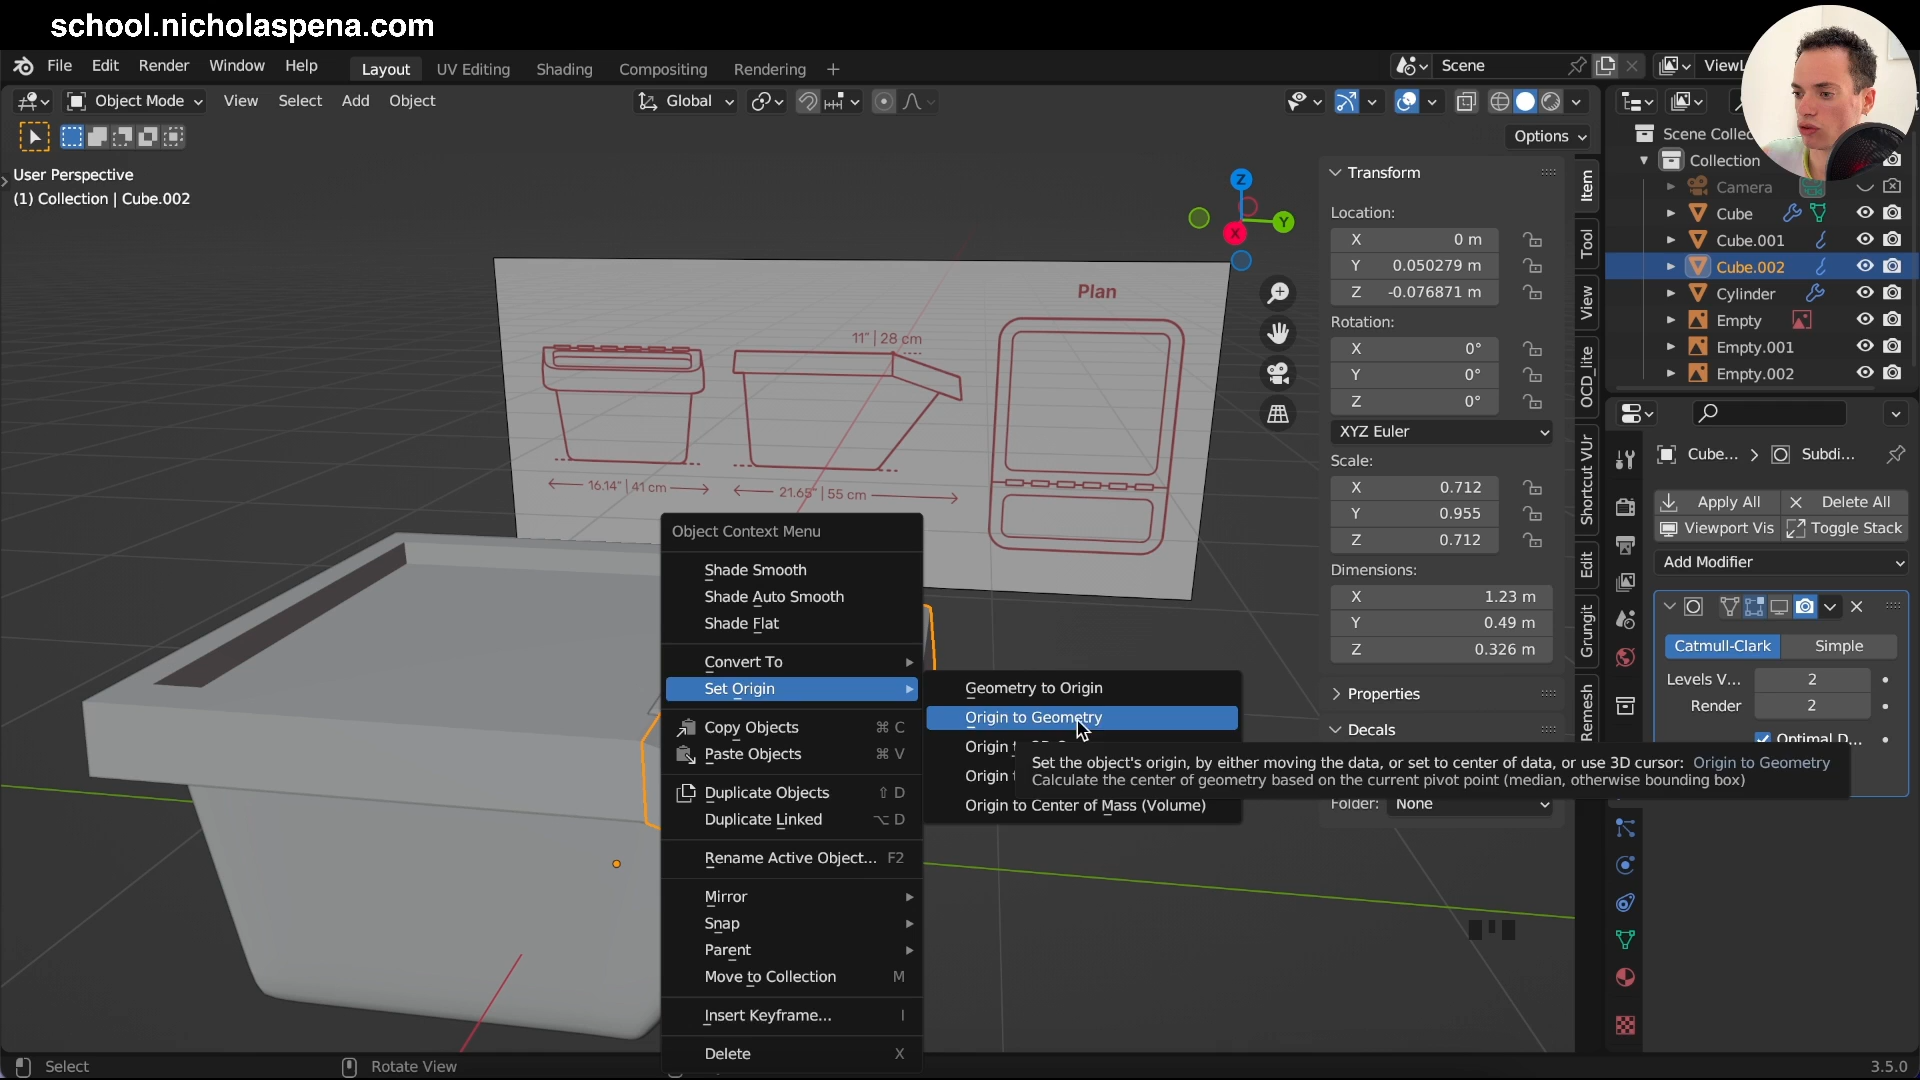 school.nicholaspena.com
File Edit Render Window Help
Layout UV Editing Shading Compositing Rendering +
Scene
ViewL
Object Mode View Select Add Object
Global
Options
User Perspective
(1) Collection | Cube.002
Plan
11" | 28 cm
16.14" | 41 cm
21.65" | 55 cm
Z
Y
X
Object Context Menu
Shade Smooth
Shade Auto Smooth
Shade Flat
Convert To
Set Origin
Copy Objects ⌘ C
Paste Objects ⌘ V
Duplicate Objects ⇧ D
Duplicate Linked ⌥ D
Rename Active Object... F2
Mirror
Snap
Parent
Move to Collection M
Insert Keyframe... I
Delete X
Geometry to Origin
Origin to Geometry
Origin
Origin
Origin to Center of Mass (Volume)
Set the object's origin, by either moving the data, or set to center of data, or use 3D cursor: Origin to Geometry
Calculate the center of geometry based on the current pivot point (median, otherwise bounding box)
Transform
Location:
X 0 m
Y 0.050279 m
Z -0.076871 m
Rotation:
X 0°
Y 0°
Z 0°
XYZ Euler
Scale:
X 0.712
Y 0.955
Z 0.712
Dimensions:
X 1.23 m
Y 0.49 m
Z 0.326 m
Properties
Decals
Folder: None
Item
Tool
View
OCD_lite
Shortcut VUr
Edit
Grungit
Remesh
Scene Collec
Collection
Camera
Cube
Cube.001
Cube.002
Cylinder
Empty
Empty.001
Empty.002
Cube... > Subdi...
Apply All Delete All
Viewport Vis Toggle Stack
Add Modifier
Catmull-Clark Simple
Levels V... 2
Render 2
Optimal D...
Select
Rotate View
3.5.0